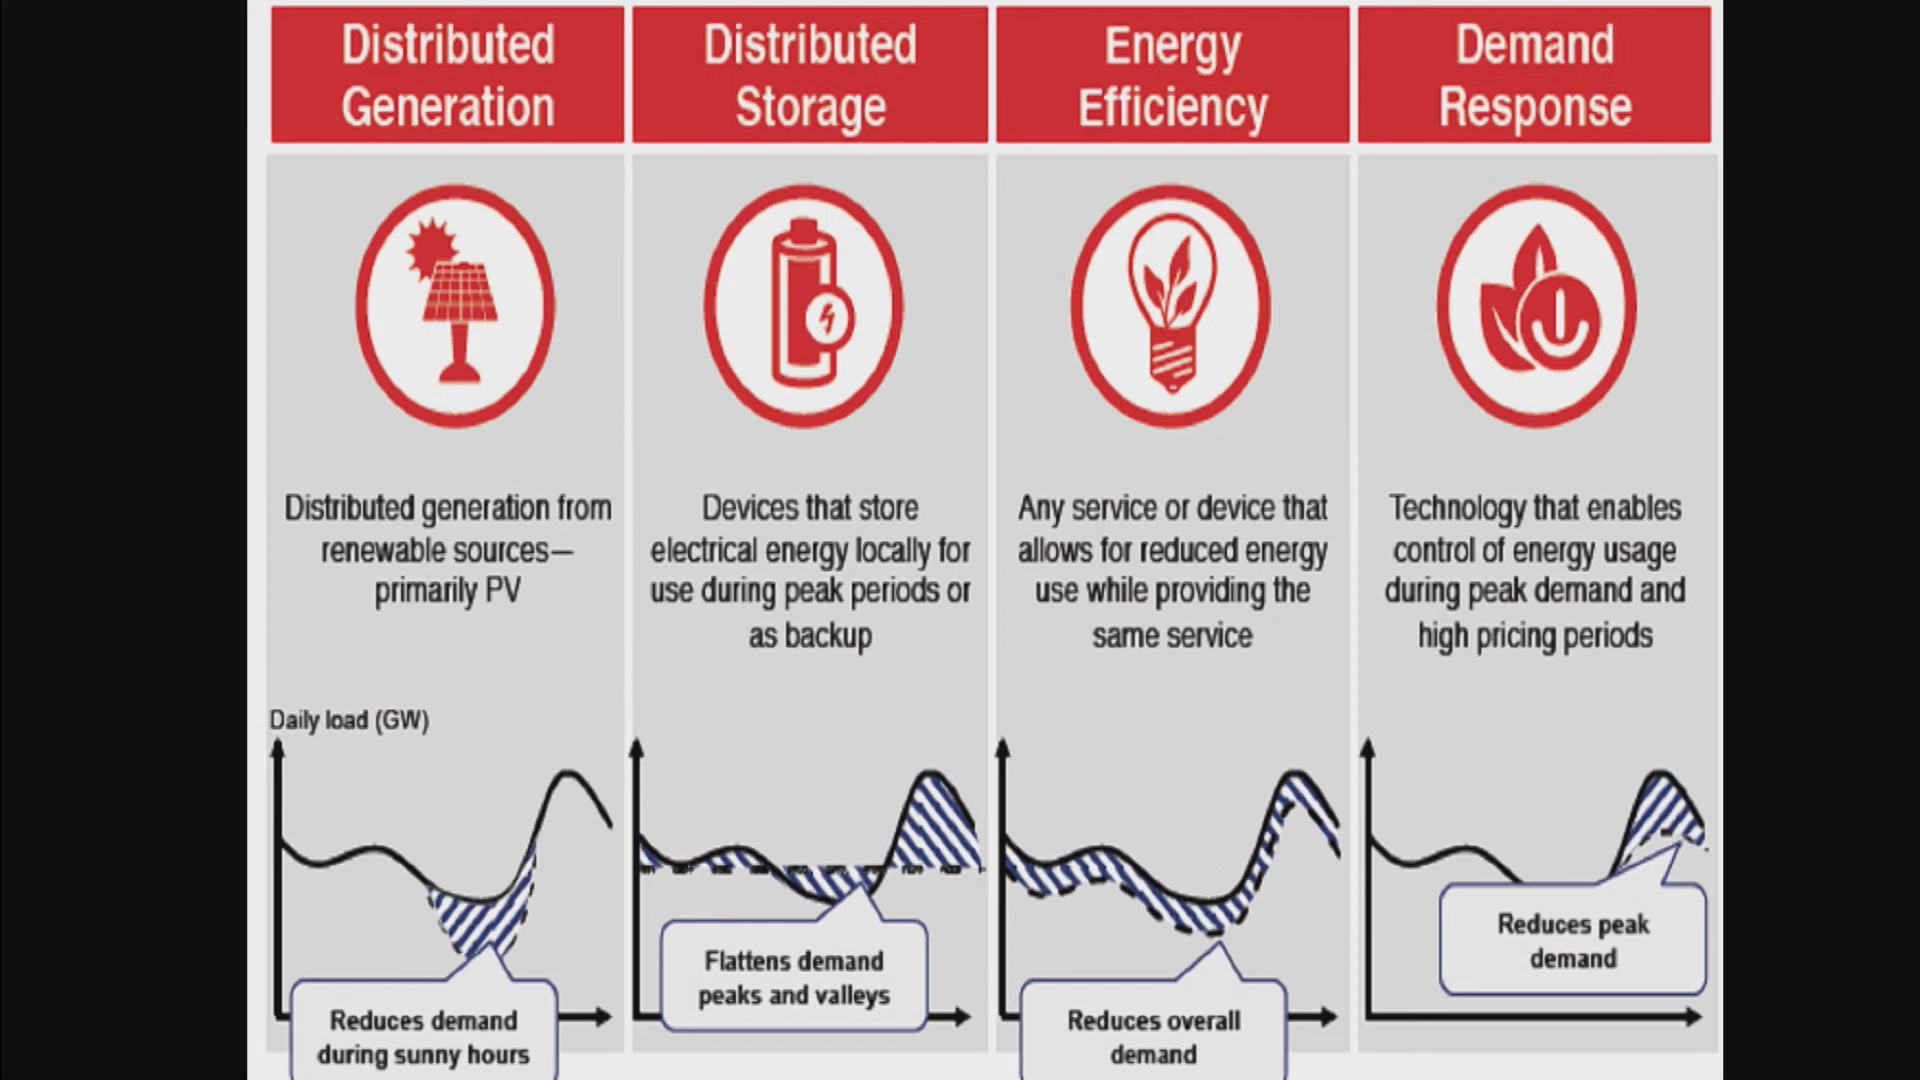 Distributed
Generation
Distributed
Storage
Energy
Efficiency
Demand
Response
Distributed generation from
renewable sources—
primarily PV
Devices that store
electrical energy locally for
use during peak periods or
as backup
Any service or device that
allows for reduced energy
use while providing the
same service
Technology that enables
control of energy usage
during peak demand and
high pricing periods
Daily load (GW)
Reduces demand
during sunny hours
Flattens demand
peaks and valleys
Reduces overall
demand
Reduces peak
demand